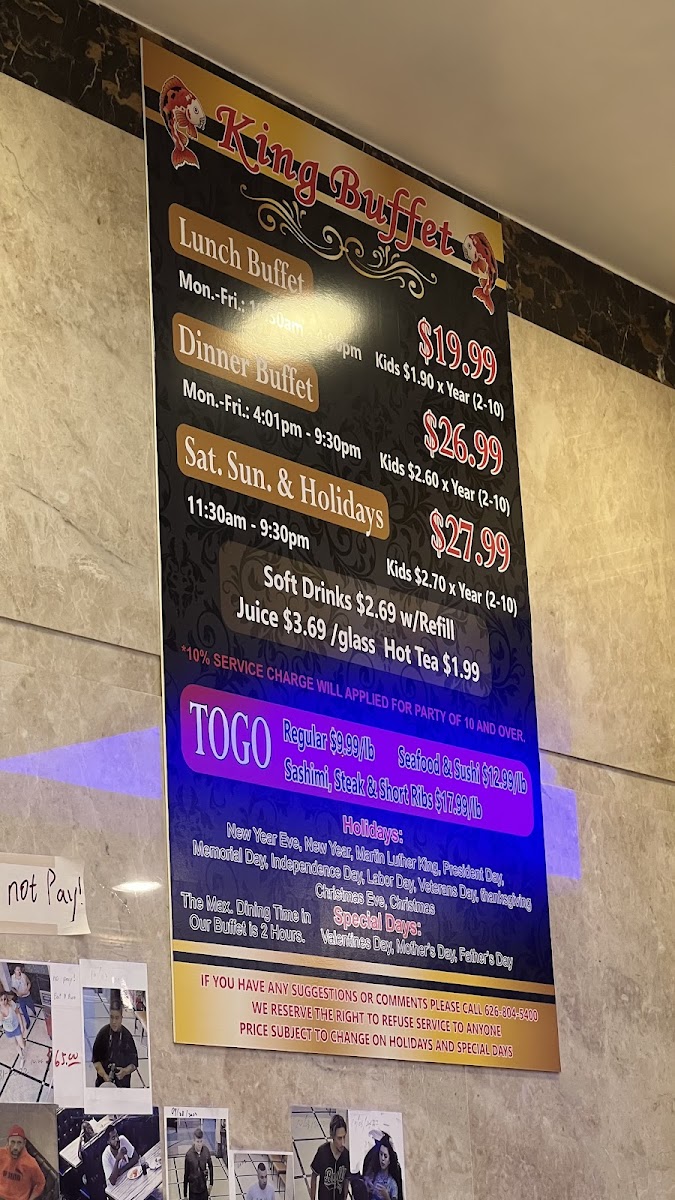 King Buffet
Lunch Buffet
Mon.-Fri.:
$19.99
Kids $1.90 x Year (2-10)
Dinner Buffet
Mon.-Fri.: 4:01pm - 9:30pm
$26.99
Kids $2.60 x Year (2-10)
Sat. Sun. & Holidays
11:30am - 9:30pm
$27.99
Kids $2.70 x Year (2-10)
Soft Drinks $2.69 w/Refill
Juice $3.69 /glass Hot Tea $1.99
*10% SERVICE CHARGE WILL APPLIED FOR PARTY OF 10 AND OVER.
TOGO
Regular $9.99/lb Seafood & Sushi $12.99/lb
Sashimi, Steak & Short Ribs $17.99/lb
Holidays:
New Year Eve, New Year, Martin Luther King, President Day,
Memorial Day, Independence Day, Labor Day, Veterans Day, thanksgiving
Christmas Eve, Christmas
The Max. Dining Time in
Our Buffet is 2 Hours.
Special Days:
Valentines Day, Mother's Day, Father's Day
IF YOU HAVE ANY SUGGESTIONS OR COMMENTS PLEASE CALL 626-804-5400
WE RESERVE THE RIGHT TO REFUSE SERVICE TO ANYONE
PRICE SUBJECT TO CHANGE ON HOLIDAYS AND SPECIAL DAYS
not Pay!
65.00